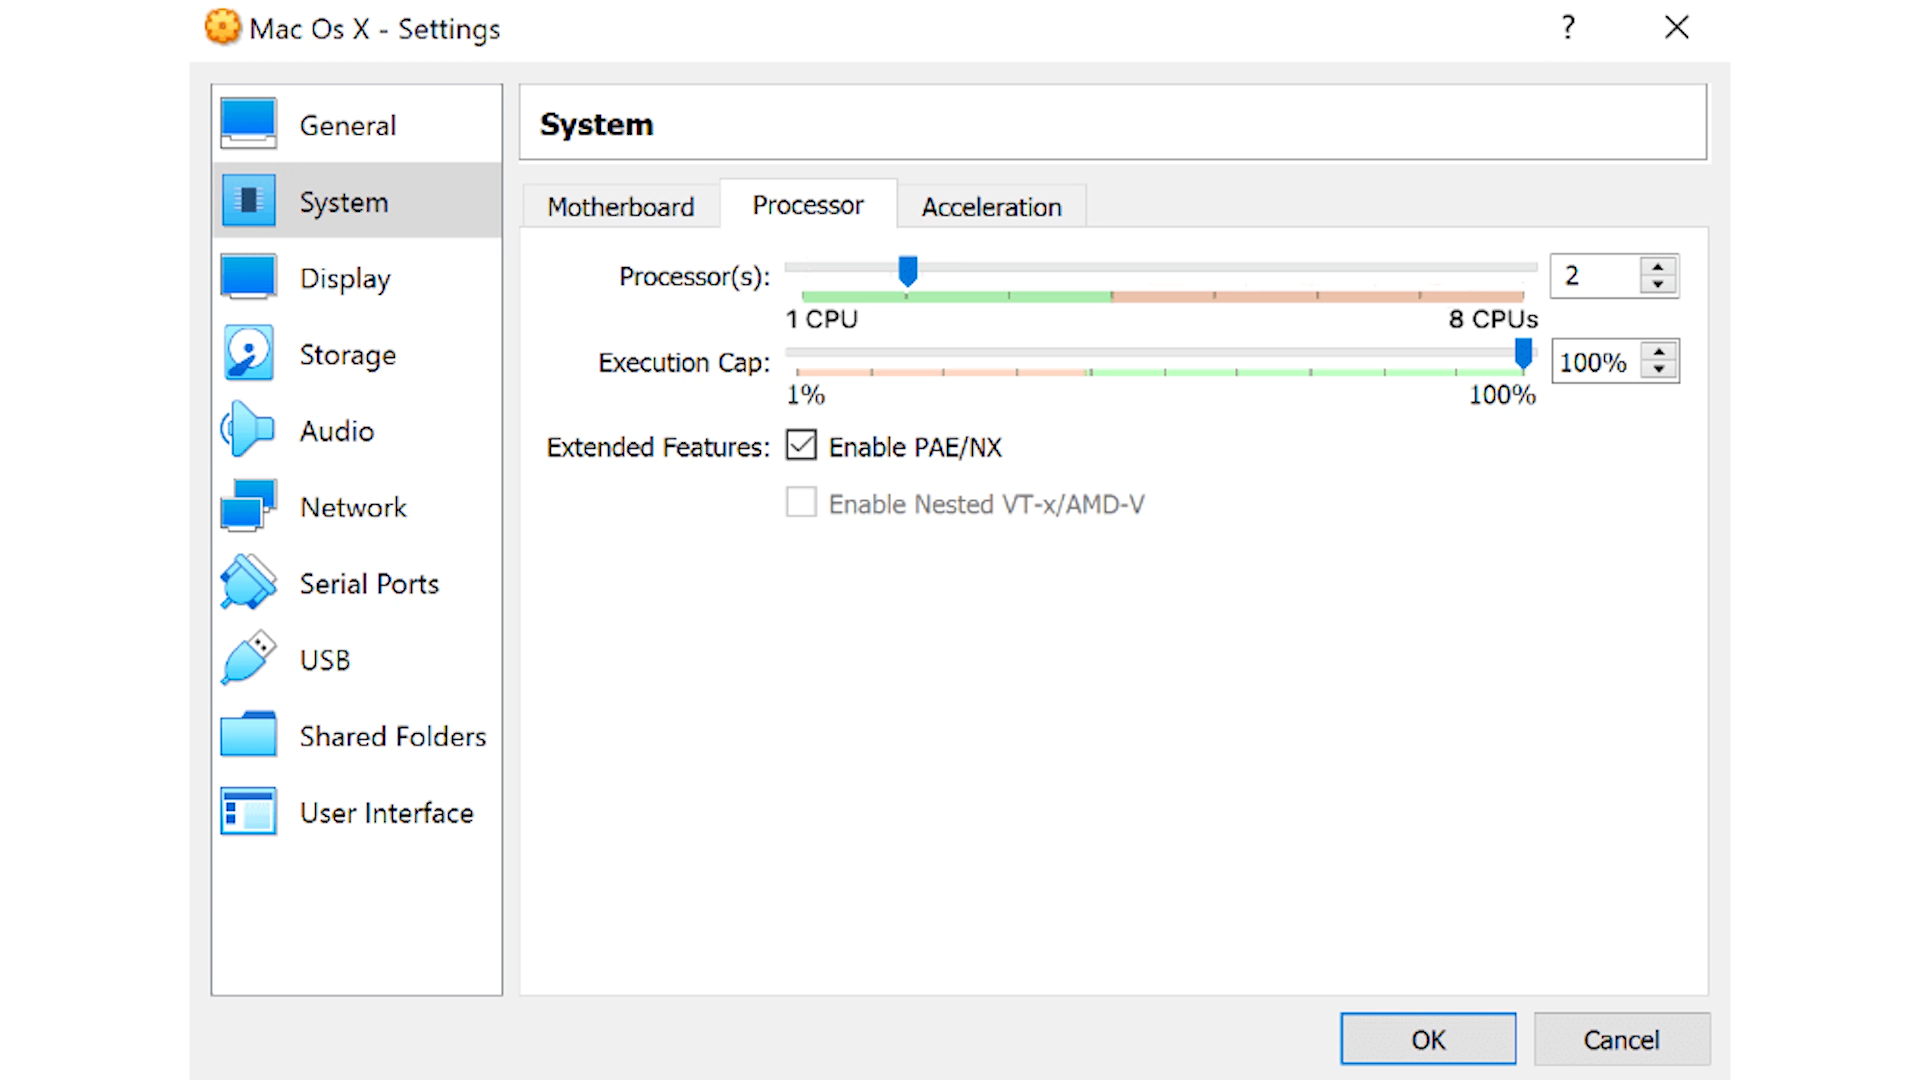 Mac Os X - Settings
?
General
System
Display
Storage
Audio
Network
Serial Ports
USB
Shared Folders
User Interface
System
Motherboard
Processor
Acceleration
Processor(s):
2
1 CPU
8 CPUs
Execution Cap:
100%
1%
100%
Extended Features:
Enable PAE/NX
Enable Nested VT-x/AMD-V
OK
Cancel